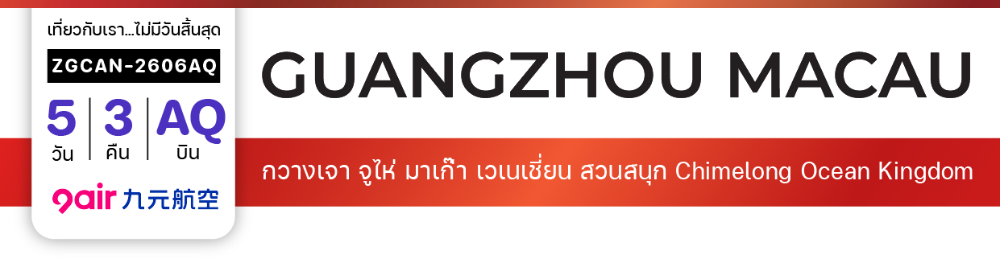 เที่ยวกับเรา...ไม่มีวันสิ้นสุด
ZGCAN-2606AQ
5 วัน
3 คืน
AQ บิน
9air 九元航空
GUANGZHOU MACAU
กวางเจา จูไห่ มาเก๊า เวเนเชี่ยน สวนสนุก Chimelong Ocean Kingdom